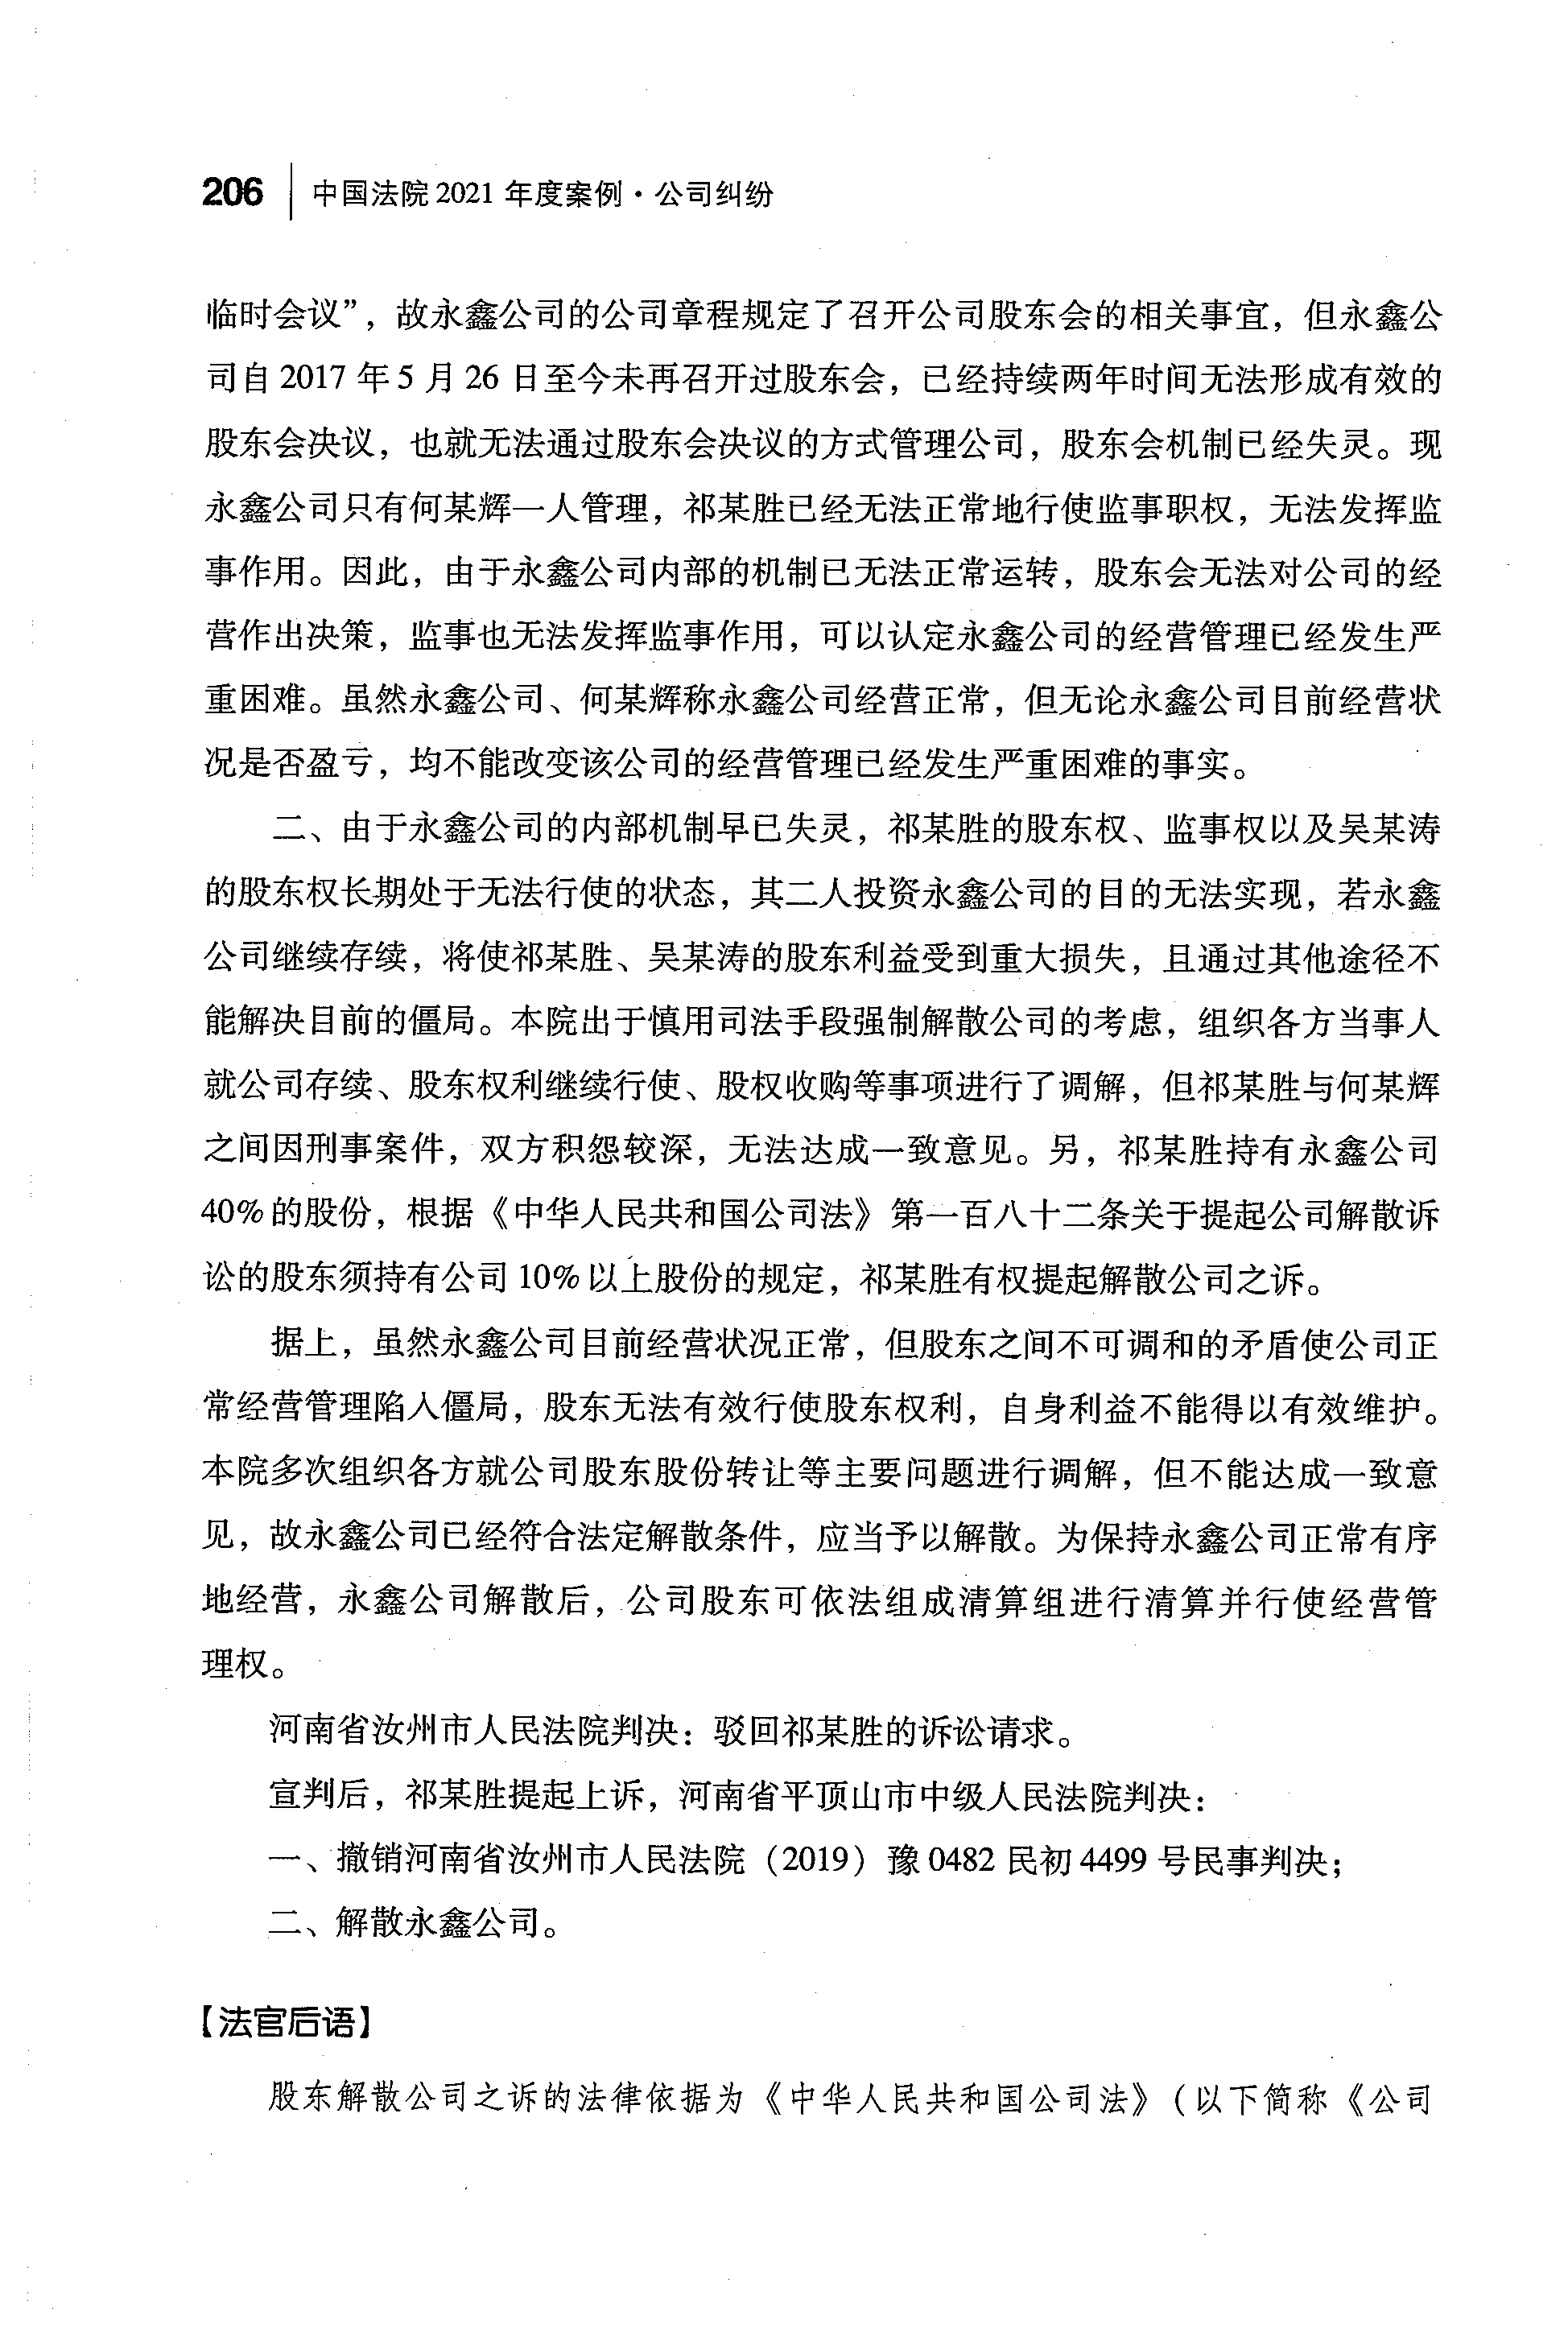 206 中国法院2021年度案例·公司纠纷
临时会议”，故永鑫公司的公司章程规定了召开公司股东会的相关事宜，但永鑫公
司自2017年5月26日至今未再召开过股东会，已经持续两年时间无法形成有效的
股东会决议，也就无法通过股东会决议的方式管理公司，股东会机制已经失灵。现
永鑫公司只有何某辉一人管理，祁某胜已经无法正常地行使监事职权，无法发挥监
事作用。因此，由于永鑫公司内部的机制已无法正常运转，股东会无法对公司的经
营作出决策，监事也无法发挥监事作用，可以认定永鑫公司的经营管理已经发生严
重困难。虽然永鑫公司、何某辉称永鑫公司经营正常，但无论永鑫公司目前经营状
况是否盈亏，均不能改变该公司的经营管理已经发生严重困难的事实。
二、由于永鑫公司的内部机制早已失灵，祁某胜的股东权、监事权以及吴某涛
的股东权长期处于无法行使的状态，其二人投资永鑫公司的目的无法实现，若永鑫
公司继续存续，将使祁某胜、吴某涛的股东利益受到重大损失，且通过其他途径不
能解决目前的僵局。本院出于慎用司法手段强制解散公司的考虑，组织各方当事人
就公司存续、股东权利继续行使、股权收购等事项进行了调解，但祁某胜与何某辉
之间因刑事案件，双方积怨较深，无法达成一致意见。另，祁某胜持有永鑫公司
40%的股份，根据《中华人民共和国公司法》第一百八十二条关于提起公司解散诉
讼的股东须持有公司10%以上股份的规定，祁某胜有权提起解散公司之诉。
据上，虽然永鑫公司目前经营状况正常，但股东之间不可调和的矛盾使公司正
常经营管理陷入僵局，股东无法有效行使股东权利，自身利益不能得以有效维护。
本院多次组织各方就公司股东股份转让等主要问题进行调解，但不能达成一致意
见，故永鑫公司已经符合法定解散条件，应当予以解散。为保持永鑫公司正常有序
地经营，永鑫公司解散后，公司股东可依法组成清算组进行清算并行使经营管
理权。
河南省汝州市人民法院判决：驳回祁某胜的诉讼请求。
宣判后，祁某胜提起上诉，河南省平顶山市中级人民法院判决：
一、撤销河南省汝州市人民法院（2019）豫0482民初4499号民事判决；
二、解散永鑫公司。
【法官后语】
股东解散公司之诉的法律依据为《中华人民共和国公司法》（以下简称《公司